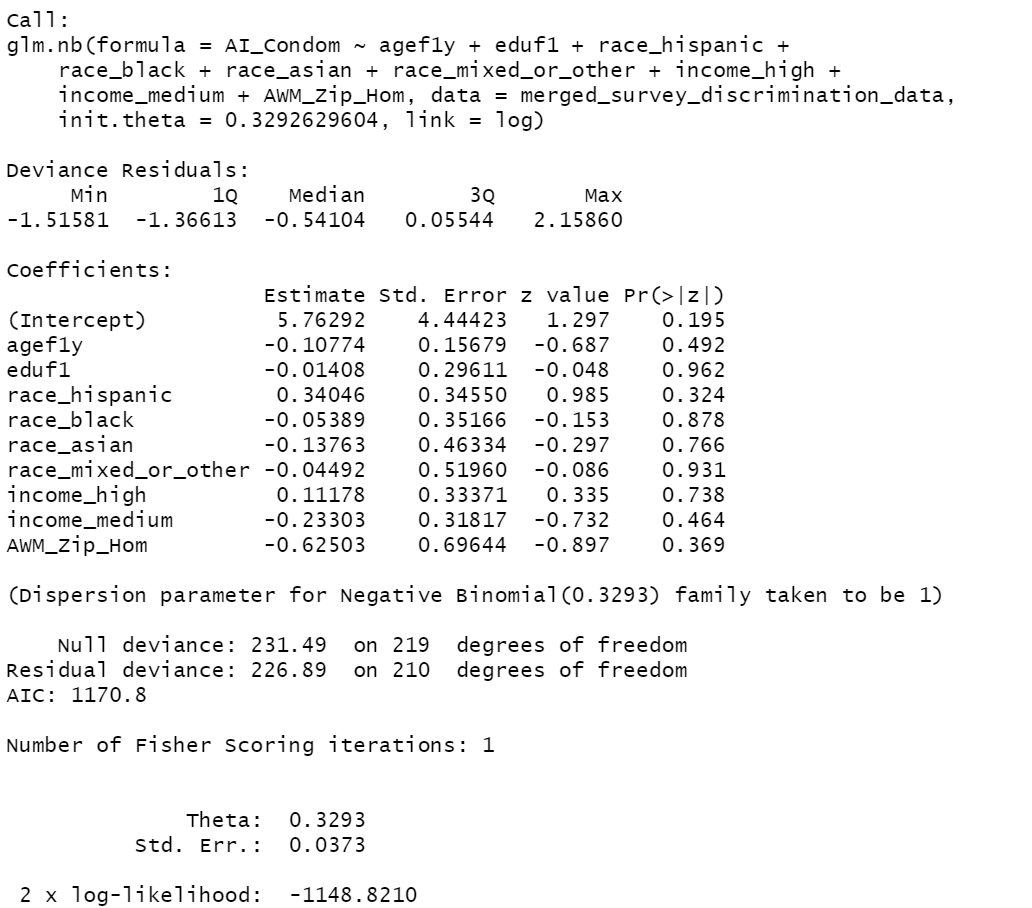 Call:
glm.nb(formula = AI_Condom ~ agef1y + eduf1 + race_hispanic +
    race_black + race_asian + race_mixed_or_other + income_high +
    income_medium + AWM_Zip_Hom, data = merged_survey_discrimination_data,
    init.theta = 0.3292629604, link = log)

Deviance Residuals:
     Min        1Q    Median        3Q       Max
-1.51581  -1.36613  -0.54104   0.05544   2.15860

Coefficients:
                    Estimate Std. Error z value Pr(>|z|)
(Intercept)          5.76292    4.44423   1.297    0.195
agef1y              -0.10774    0.15679  -0.687    0.492
eduf1               -0.01408    0.29611  -0.048    0.962
race_hispanic        0.34046    0.34550   0.985    0.324
race_black          -0.05389    0.35166  -0.153    0.878
race_asian          -0.13763    0.46334  -0.297    0.766
race_mixed_or_other -0.04492    0.51960  -0.086    0.931
income_high          0.11178    0.33371   0.335    0.738
income_medium       -0.23303    0.31817  -0.732    0.464
AWM_Zip_Hom         -0.62503    0.69644  -0.897    0.369

(Dispersion parameter for Negative Binomial(0.3293) family taken to be 1)

    Null deviance: 231.49  on 219  degrees of freedom
Residual deviance: 226.89  on 210  degrees of freedom
AIC: 1170.8

Number of Fisher Scoring iterations: 1


              Theta:  0.3293
          Std. Err.:  0.0373

 2 x log-likelihood:  -1148.8210